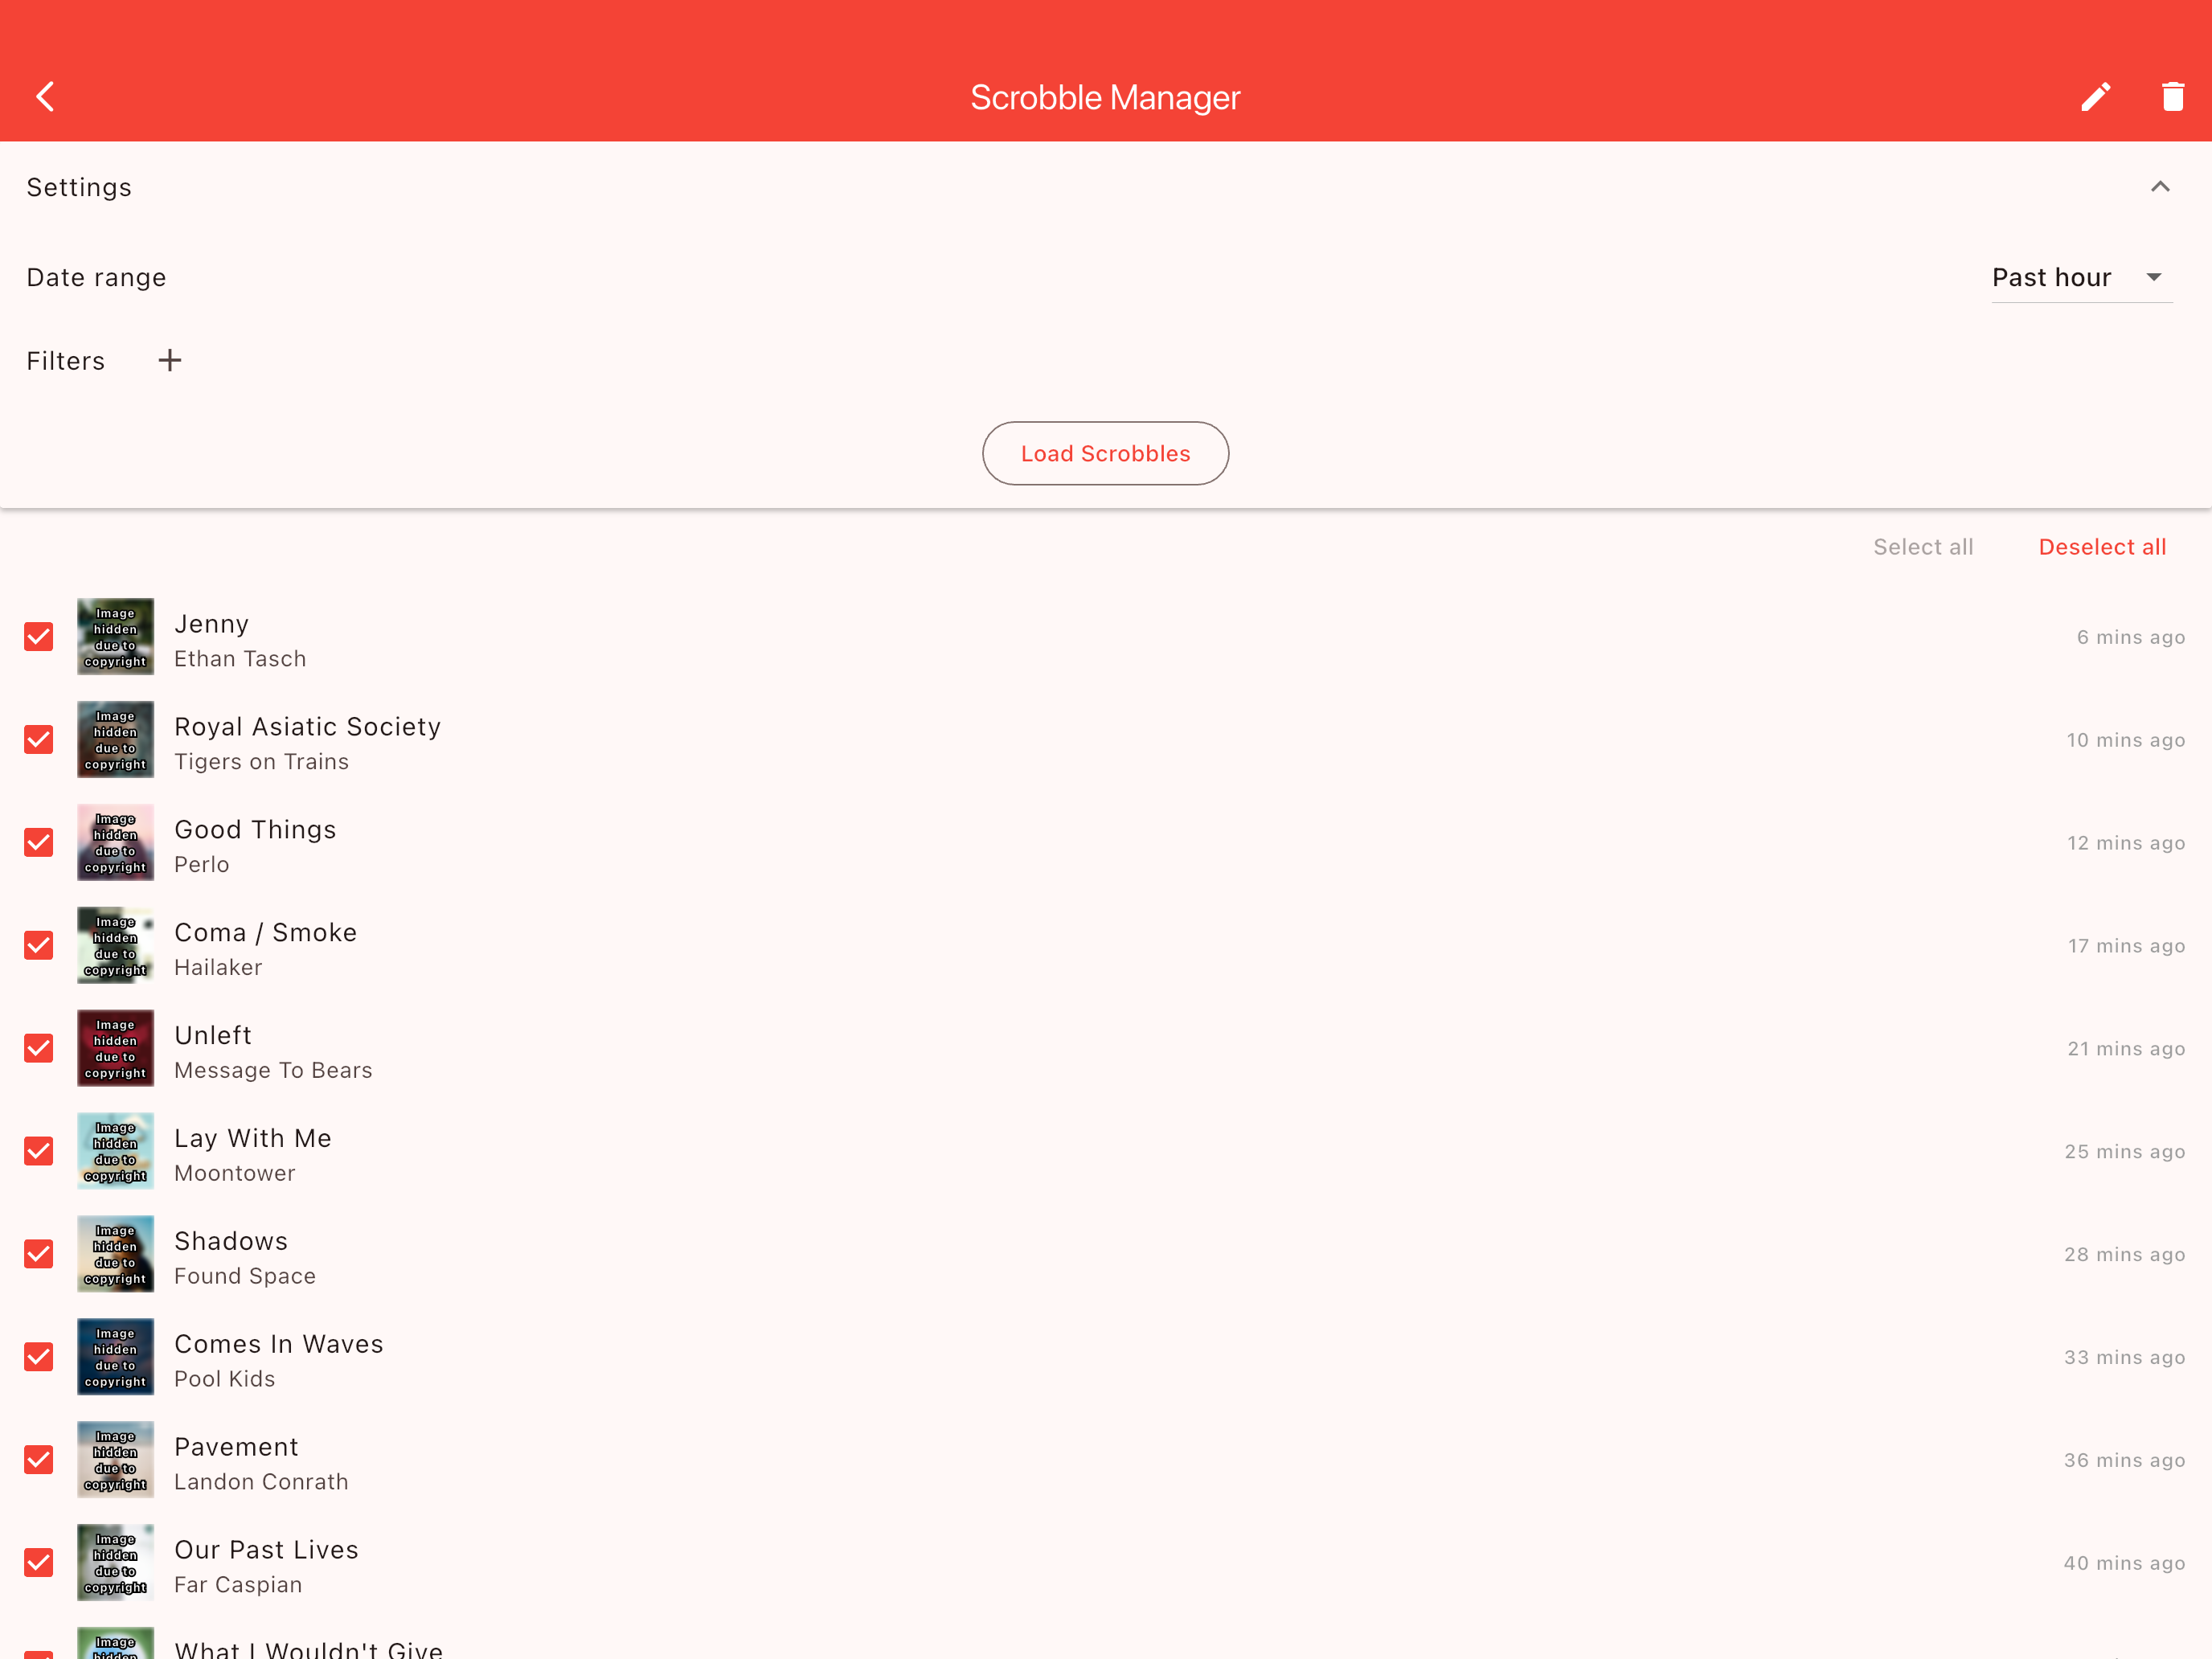 Scrobble Manager
Settings
Date range
Past hour
Filters
Load Scrobbles
Select all
Deselect all
Image
hidden
due to
copyright
Jenny
Ethan Tasch
6 mins ago
Image
hidden
due to
copyright
Royal Asiatic Society
Tigers on Trains
10 mins ago
Image
hidden
due to
copyright
Good Things
Perlo
12 mins ago
Image
hidden
due to
copyright
Coma / Smoke
Hailaker
17 mins ago
Image
hidden
due to
copyright
Unleft
Message To Bears
21 mins ago
Image
hidden
due to
copyright
Lay With Me
Moontower
25 mins ago
Image
hidden
due to
copyright
Shadows
Found Space
28 mins ago
Image
hidden
due to
copyright
Comes In Waves
Pool Kids
33 mins ago
Image
hidden
due to
copyright
Pavement
Landon Conrath
36 mins ago
Image
hidden
due to
copyright
Our Past Lives
Far Caspian
40 mins ago
Image
hidden
What I Wouldn't Give